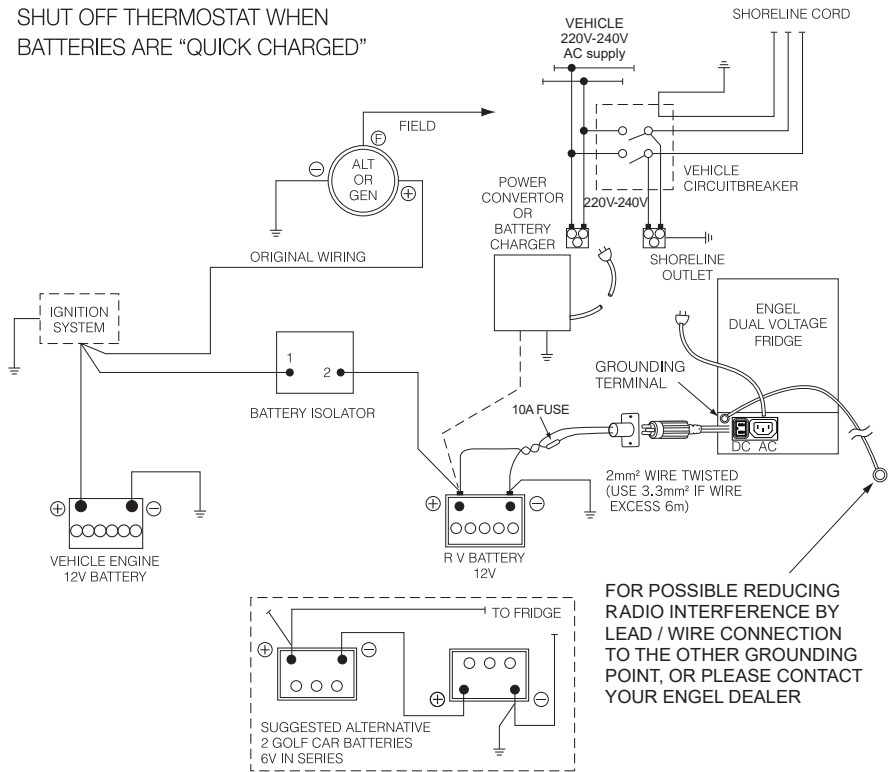 SHUT OFF THERMOSTAT WHEN
BATTERIES ARE “QUICK CHARGED”
VEHICLE
220V-240V
AC supply
SHORELINE CORD
FIELD
F
ALT
OR
GEN
VEHICLE
CIRCUITBREAKER
220V-240V
POWER
CONVERTOR
OR
BATTERY
CHARGER
SHORELINE
OUTLET
ORIGINAL WIRING
IGNITION
SYSTEM
ENGEL
DUAL VOLTAGE
FRIDGE
1
2
BATTERY ISOLATOR
GROUNDING
TERMINAL
10A FUSE
DC AC
2mm² WIRE TWISTED
(USE 3.3mm² IF WIRE
EXCESS 6m)
VEHICLE ENGINE
12V BATTERY
R V BATTERY
12V
FOR POSSIBLE REDUCING
RADIO INTERFERENCE BY
LEAD / WIRE CONNECTION
TO THE OTHER GROUNDING
POINT, OR PLEASE CONTACT
YOUR ENGEL DEALER
TO FRIDGE
SUGGESTED ALTERNATIVE
2 GOLF CAR BATTERIES
6V IN SERIES